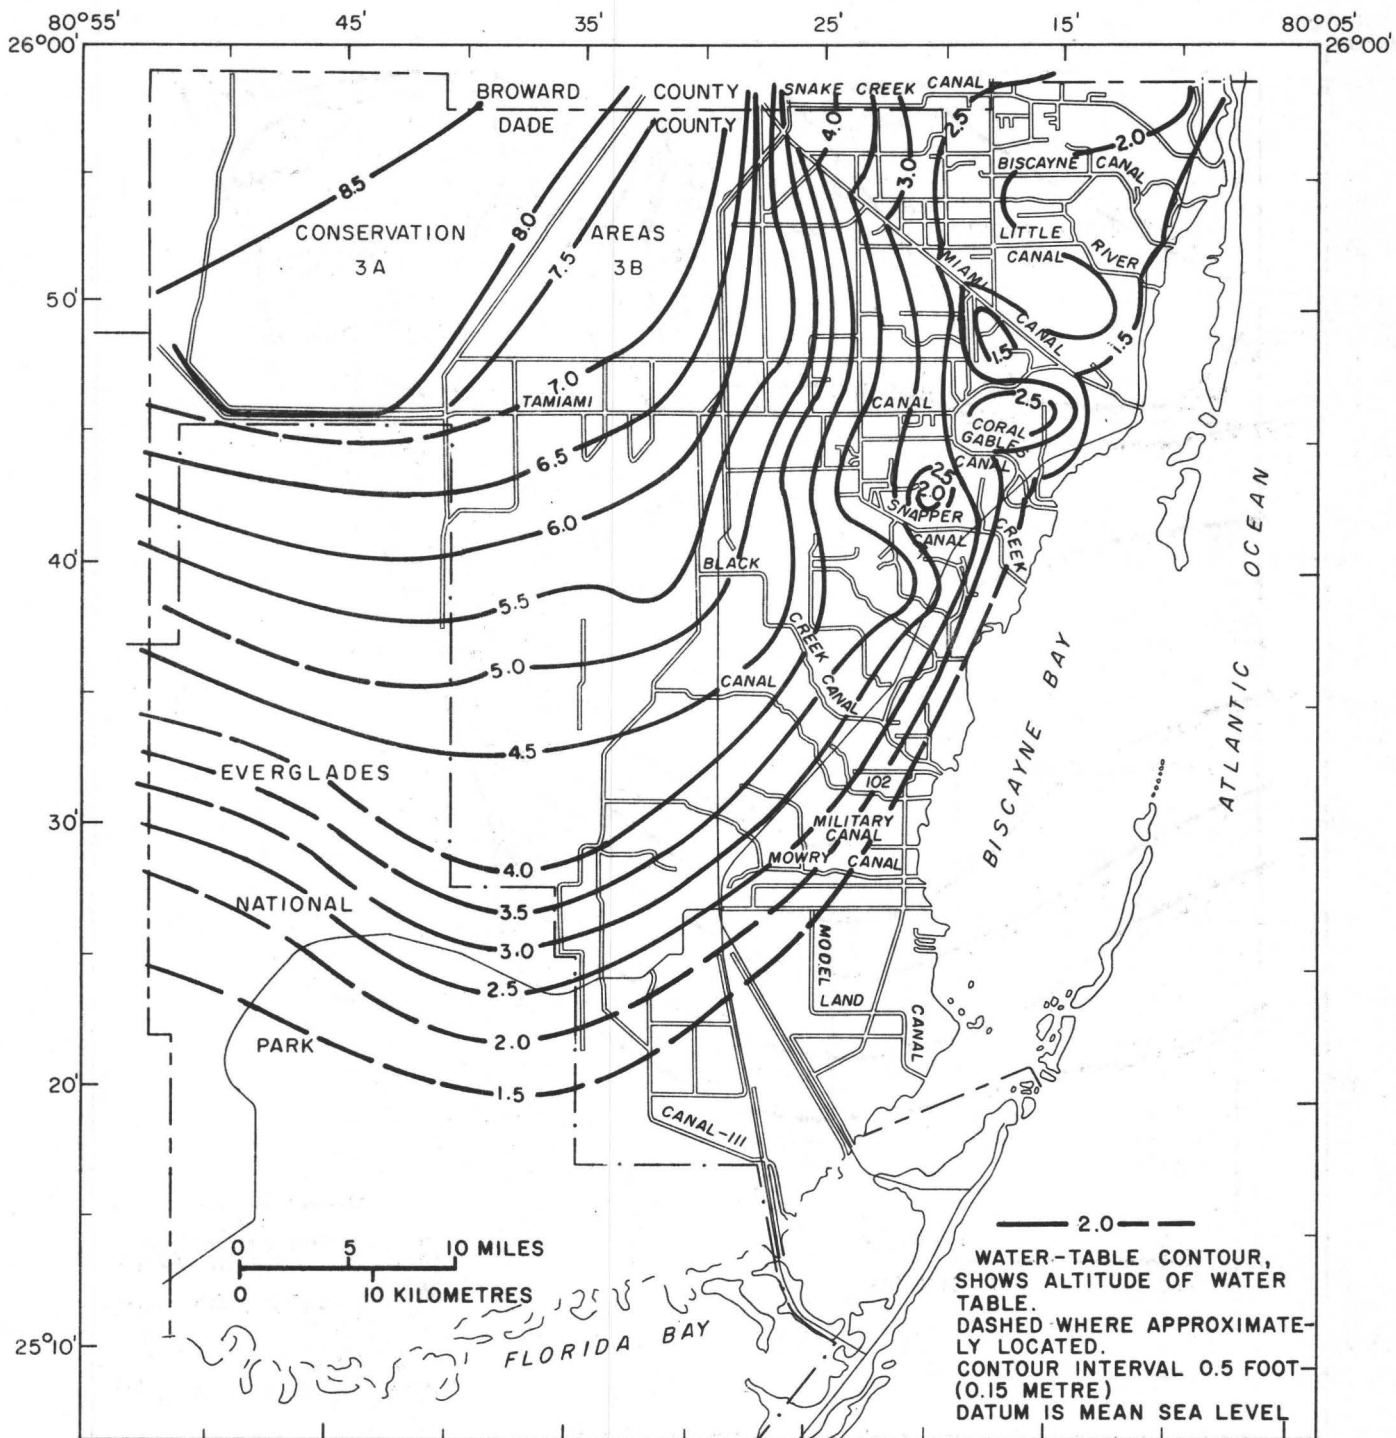 80°55' 45' 35' 25' 15' 80°05'
26°00' 26°00'
BROWARD COUNTY
DADE COUNTY
SNAKE CREEK CANAL
4.0
2.5
3.0
2.0
BISCAYNE CANAL
8.5
8.0
7.5
CONSERVATION AREAS
3A 3B
LITTLE RIVER
CANAL
MIAMI CANAL
50'
1.5
1.5
7.0
TAMIAMI CANAL
2.5
CORAL
GABLES
CANAL
6.5
2.5
2.0
SNAPPER CREEK
CANAL
6.0
40'
BLACK CREEK CANAL
5.5
5.0
CANAL
4.5
BISCAYNE BAY
ATLANTIC OCEAN
EVERGLADES
102
30'
MILITARY
CANAL
MOWRY CANAL
4.0
3.5
NATIONAL
3.0
MODEL
LAND
CANAL
2.5
2.0
PARK
20'
1.5
CANAL-III
2.0
0 5 10 MILES
0 10 KILOMETRES
FLORIDA BAY
25°10'
WATER-TABLE CONTOUR,
SHOWS ALTITUDE OF WATER
TABLE.
DASHED WHERE APPROXIMATE-
LY LOCATED.
CONTOUR INTERVAL 0.5 FOOT
(0.15 METRE)
DATUM IS MEAN SEA LEVEL